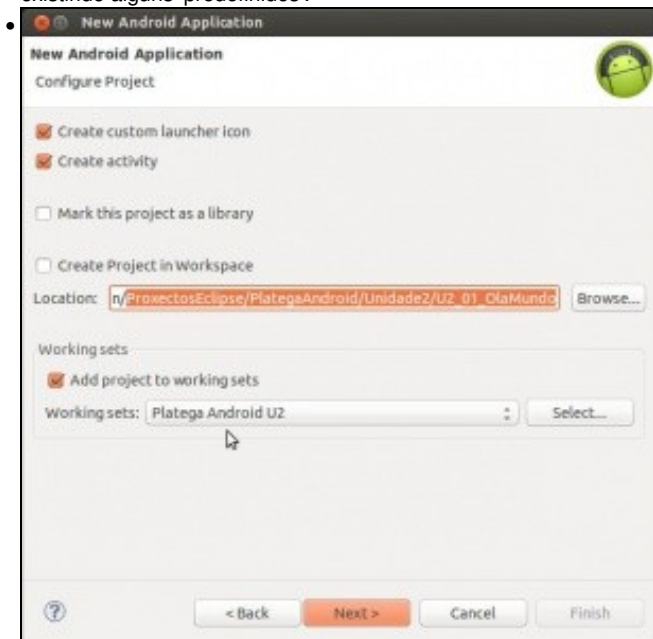 New Android Application
New Android Application
Configure Project
Create custom launcher icon
Create activity
Mark this project as a library
Create Project in Workspace
Location: n/ProxectosEclipse/PlategaAndroid/Unidade2/U2_01_OlaMundo Browse...
Working sets
Add project to working sets
Working sets: Platega Android U2 Select...
< Back Next > Cancel Finish